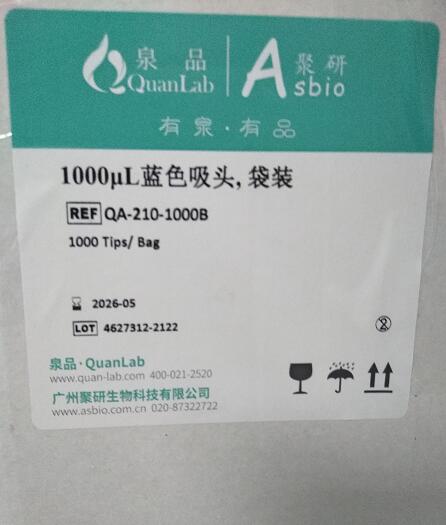 泉品 聚研
QuanLab Asbio
有泉·有品
1000μL蓝色吸头, 袋装
REF QA-210-1000B
1000 Tips/ Bag
2026-05
LOT 4627312-2122
泉品·QuanLab
www.quan-lab.com 400-021-2520
广州聚研生物科技有限公司
www.asbio.com.cn 020-87322722